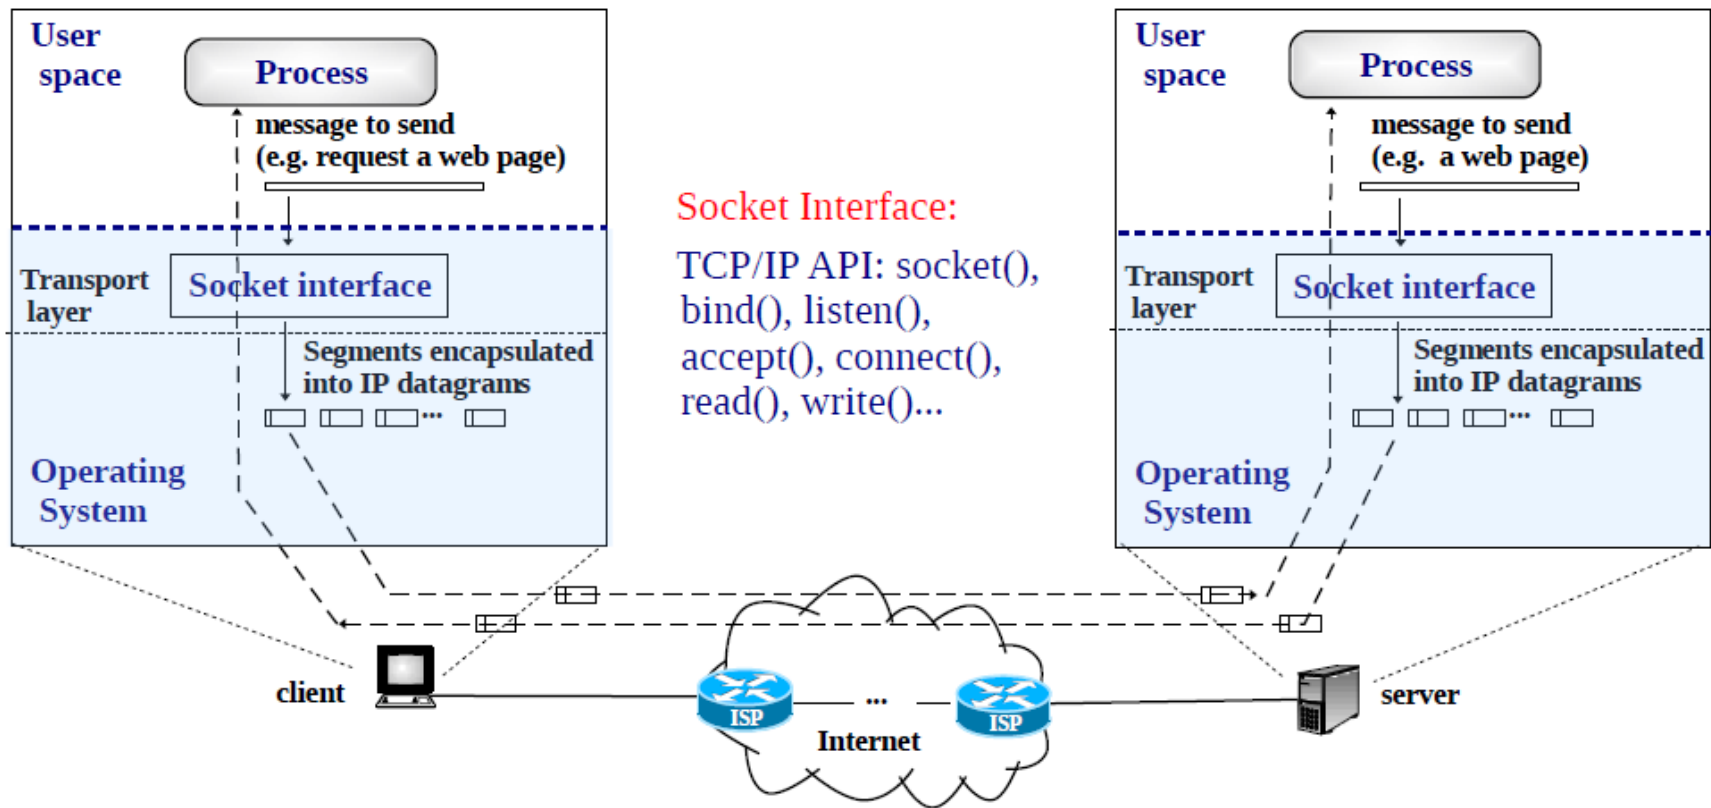 User
space
Process
message to send
(e.g. request a web page)
Transport
layer
Socket interface
Segments encapsulated
into IP datagrams
...
Operating
System
Socket Interface:
TCP/IP API: socket(),
bind(), listen(),
accept(), connect(),
read(), write()...
User
space
Process
message to send
(e.g. a web page)
Transport
layer
Socket interface
Segments encapsulated
into IP datagrams
...
Operating
System
client
ISP
...
ISP
Internet
server